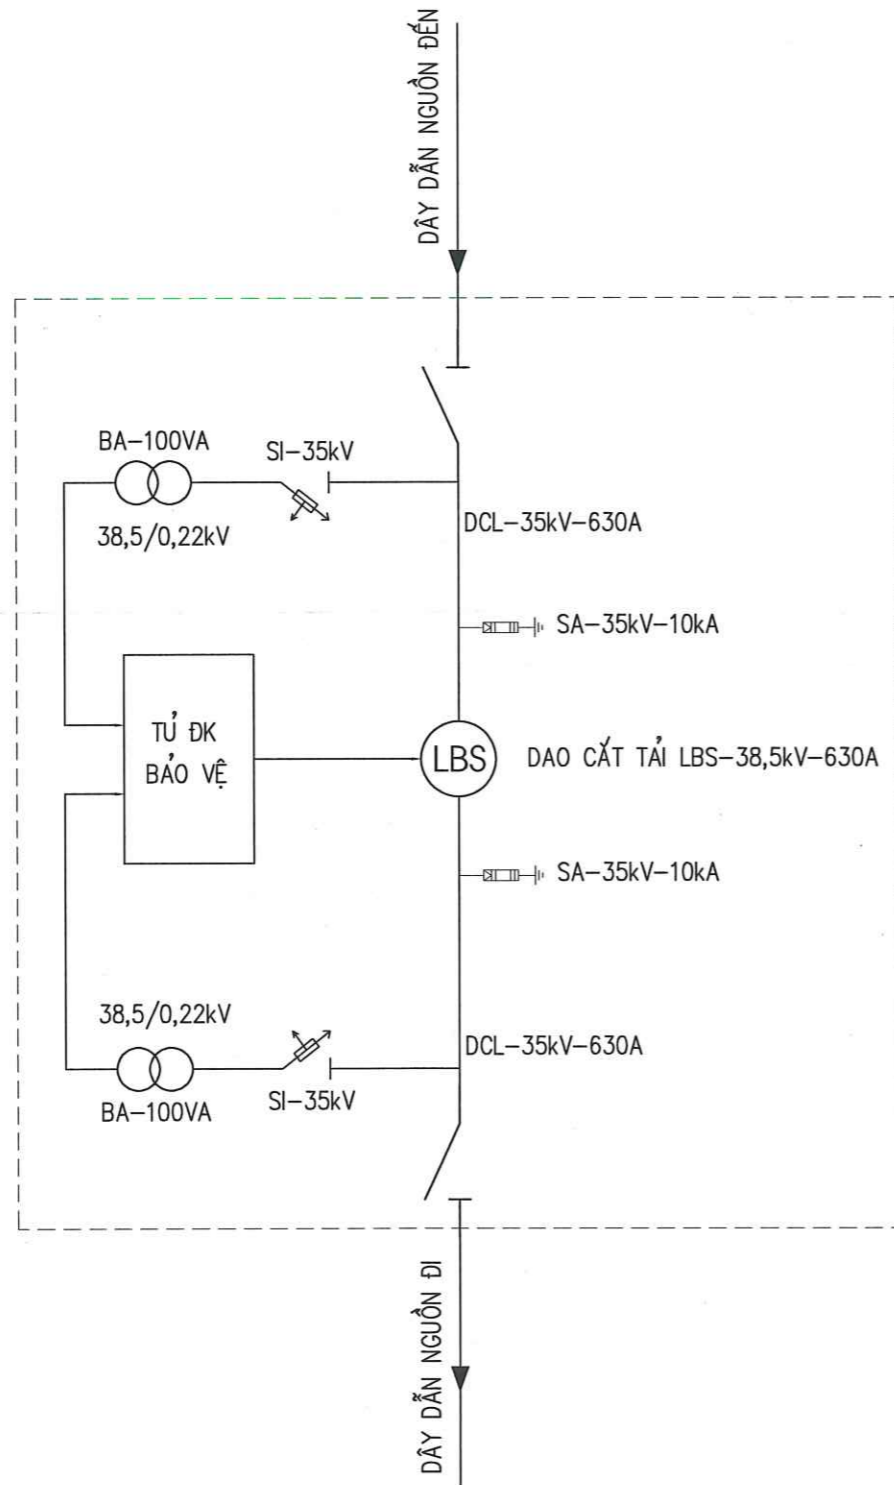 DÂY DẪN NGUỒN ĐẾN
BA-100VA
SI-35kV
38,5/0,22kV
DCL-35kV-630A
SA-35kV-10kA
TỦ ĐK
BẢO VỆ
LBS
DAO CẮT TẢI LBS-38,5kV-630A
SA-35kV-10kA
38,5/0,22kV
DCL-35kV-630A
BA-100VA
SI-35kV
DÂY DẪN NGUỒN ĐI